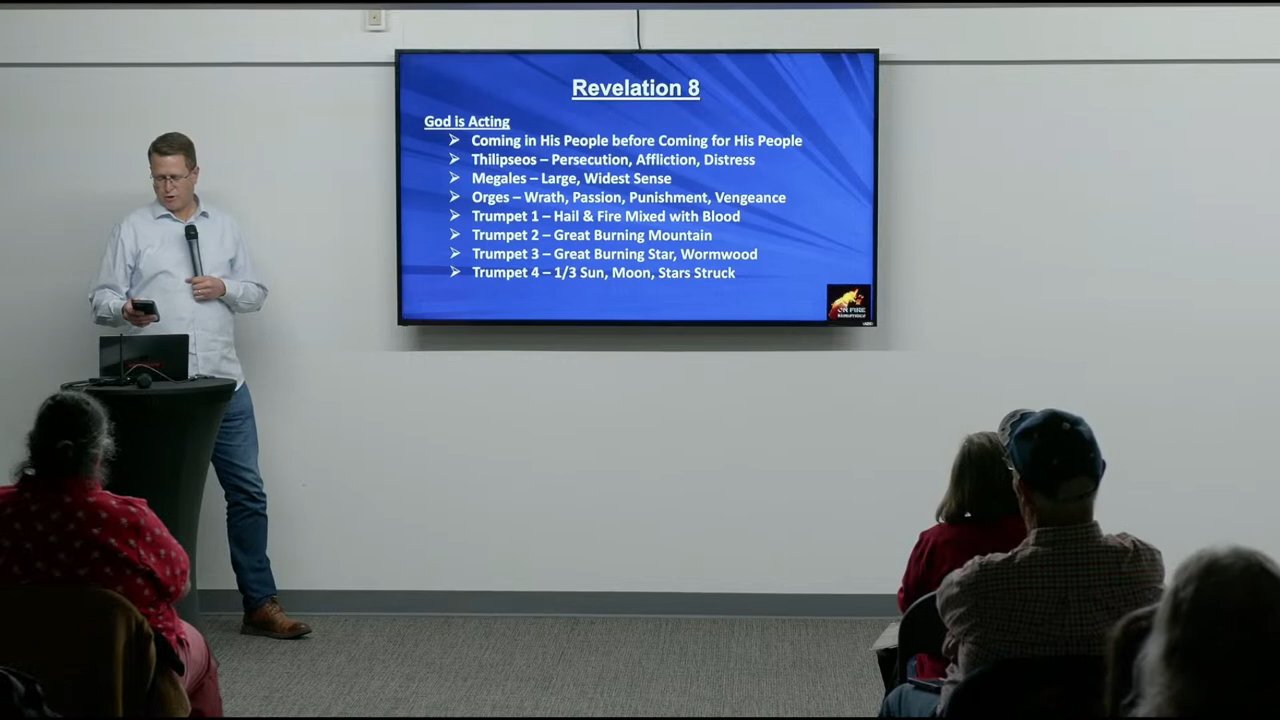 Revelation 8
God is Acting
Coming in His People before Coming for His People
Thilipseos – Persecution, Affliction, Distress
Megales – Large, Widest Sense
Orges – Wrath, Passion, Punishment, Vengeance
Trumpet 1 – Hail & Fire Mixed with Blood
Trumpet 2 – Great Burning Mountain
Trumpet 3 – Great Burning Star, Wormwood
Trumpet 4 – 1/3 Sun, Moon, Stars Struck
ON FIRE